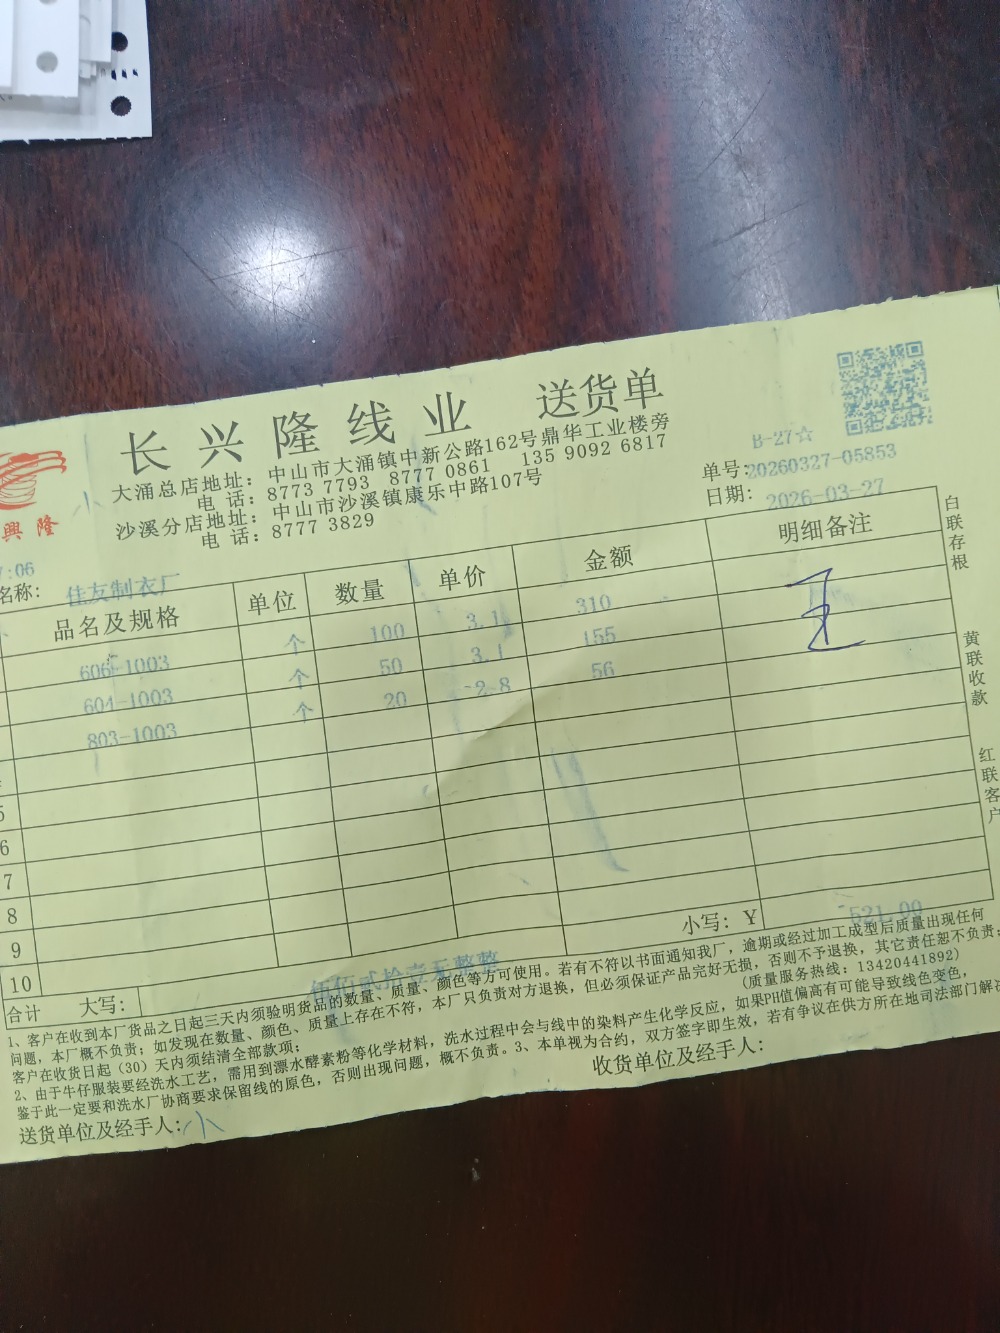 长兴隆线业 送货单
大涌总店地址：中山市大涌镇中新公路162号鼎华工业楼旁
电 话：8773 7793 8777 0861 135 9092 6817
沙溪分店地址：中山市沙溪镇康乐中路107号
电 话：8777 3829
B-27☆
单号：20260327-05853
日期：2026-03-27
興隆
7:06
名称：佳友制衣厂
品名及规格 单位 数量 单价 金额 明细备注
606-1003 个 100 3.1 310
604-1003 个 50 3.1 155
803-1003 个 20 2.8 56
5
6
7
8
9
10
合计 大写： 伍佰贰拾壹元整整 小写：Y 521.00
1、客户在收到本厂货品之日起三天内须验明货品的数量、质量、颜色等方可使用。若有不符以书面通知我厂，逾期或经过加工成型后质量出现任何
问题，本厂概不负责；如发现在数量、颜色、质量上存在不符，本厂只负责对方退换，但必须保证产品完好无损，否则不予退换，其它责任恕不负责；
客户在收货日起（30）天内须结清全部款项； （质量服务热线：13420441892）
2、由于牛仔服装要经洗水工艺，需用到漂水酵素粉等化学材料，洗水过程中会与线中的染料产生化学反应，如果PH值偏高有可能导致线色变色，
鉴于此一定要和洗水厂协商要求保留线的原色，否则出现问题，概不负责。3、本单视为合约，双方签字即生效，若有争议在供方所在地司法部门解决
送货单位及经手人：小 收货单位及经手人：
白联存根
黄联收款
红联客户